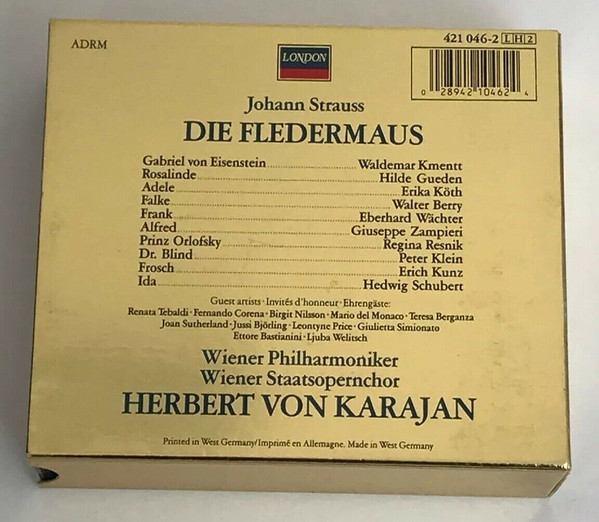 ADRM
421 046-2 L H 2
LONDON
0 28942 10462 4
Johann Strauss
DIE FLEDERMAUS
Gabriel von Eisenstein Waldemar Kmentt
Rosalinde Hilde Gueden
Adele Erika Köth
Falke Walter Berry
Frank Eberhard Wächter
Alfred Giuseppe Zampieri
Prinz Orlofsky Regina Resnik
Dr. Blind Peter Klein
Frosch Erich Kunz
Ida Hedwig Schubert
Guest artists · Invités d'honneur · Ehrengäste:
Renata Tebaldi · Fernando Corena · Birgit Nilsson · Mario del Monaco · Teresa Berganza
Joan Sutherland · Jussi Björling · Leontyne Price · Giulietta Simionato
Ettore Bastianini · Ljuba Welitsch
Wiener Philharmoniker
Wiener Staatsopernchor
HERBERT VON KARAJAN
Printed in West Germany/Imprimé en Allemagne. Made in West Germany